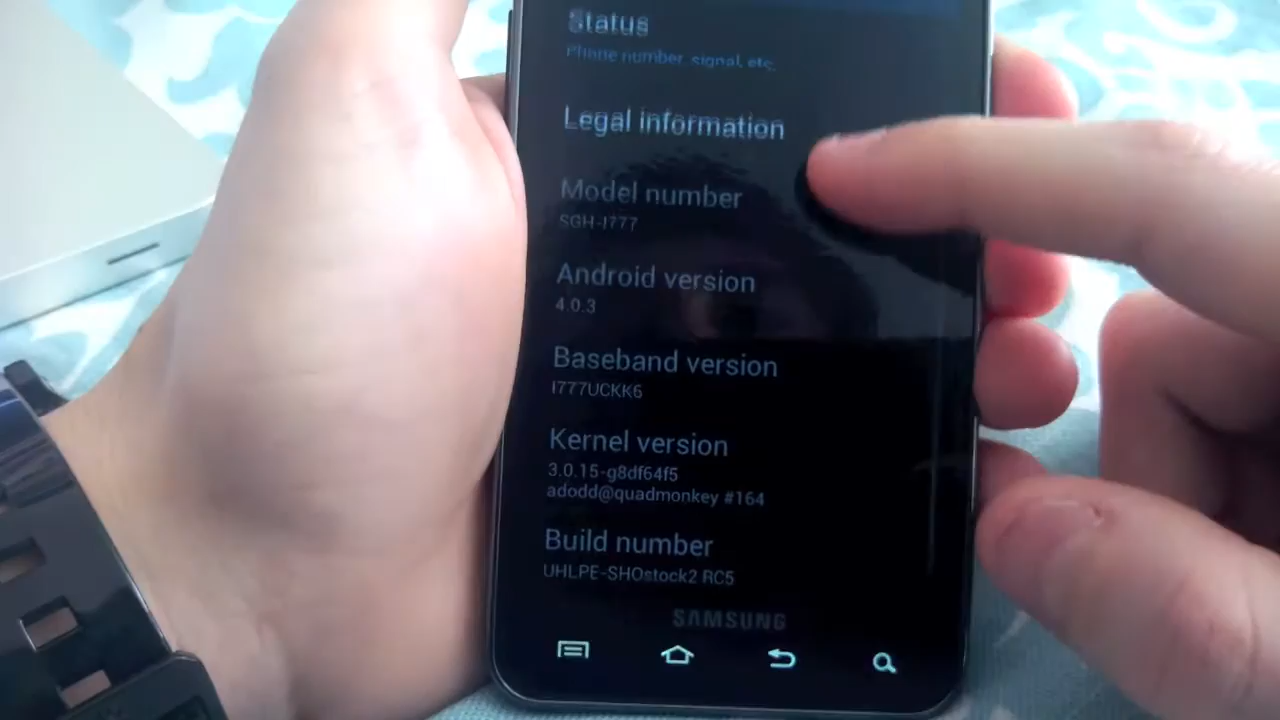 Status
Phone number, signal, etc.
Legal information
Model number
SGH-I777
Android version
4.0.3
Baseband version
I777UCKK6
Kernel version
3.0.15-g8df64f5
adodd@quadmonkey #164
Build number
UHLPE-SHOstock2 RC5
SAMSUNG